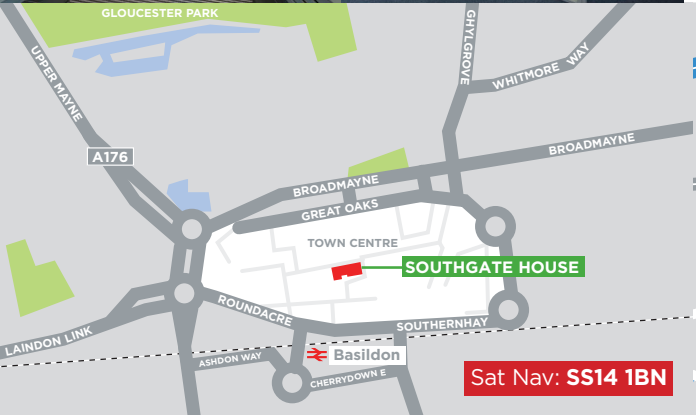 GLOUCESTER PARK
GHYLGROVE
UPPER MAYNE
WHITMORE WAY
A176
BROADMAYNE
BROADMAYNE
GREAT OAKS
TOWN CENTRE
SOUTHGATE HOUSE
ROUNDACRE
SOUTHERNHAY
LAINDON LINK
ASHDON WAY
Basildon
CHERRYDOWN E
Sat Nav: SS14 1BN